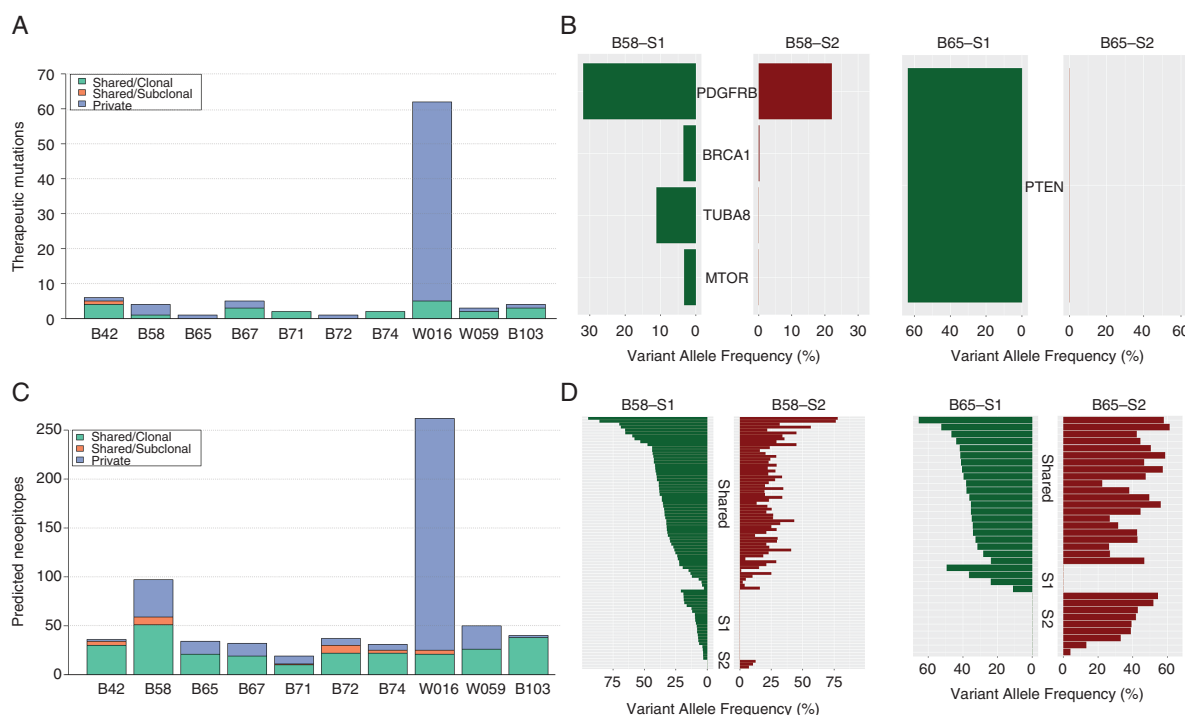 A
Therapeutic mutations
70
60
50
40
30
20
10
0
Shared/Clonal
Shared/Subclonal
Private
B42 B58 B65 B67 B71 B72 B74 W016 W059 B103
B
B58–S1 B58–S2 B65–S1 B65–S2
PDGFRB
BRCA1
TUBA8
MTOR
PTEN
30 20 10 0 0 10 20 30 60 40 20 0 0 20 40 60
Variant Allele Frequency (%) Variant Allele Frequency (%)
C
Predicted neoepitopes
250
200
150
100
50
0
Shared/Clonal
Shared/Subclonal
Private
B42 B58 B65 B67 B71 B72 B74 W016 W059 B103
D
B58–S1 B58–S2 B65–S1 B65–S2
Shared
S1
S2
Shared
S1
S2
75 50 25 0 0 25 50 75 60 40 20 0 0 20 40 60
Variant Allele Frequency (%) Variant Allele Frequency (%)